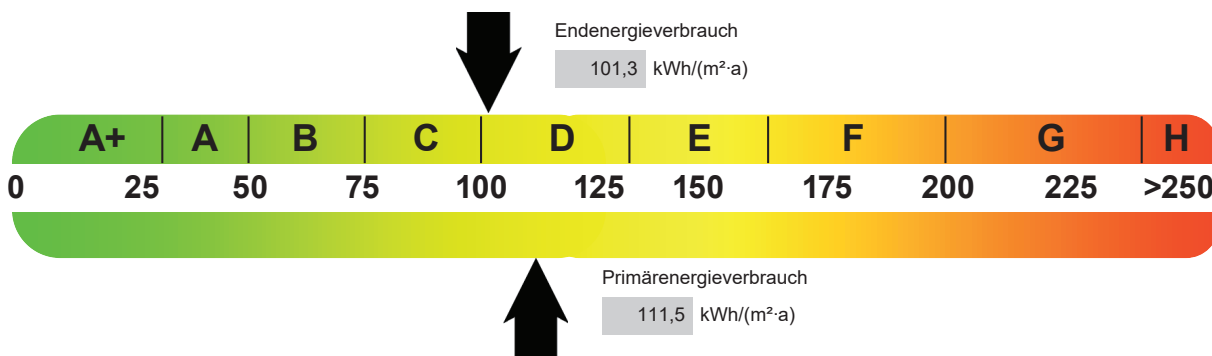 Endenergieverbrauch
101,3 kWh/(m²·a)
A+ A B C D E F G H
0 25 50 75 100 125 150 175 200 225 >250
Primärenergieverbrauch
111,5 kWh/(m²·a)